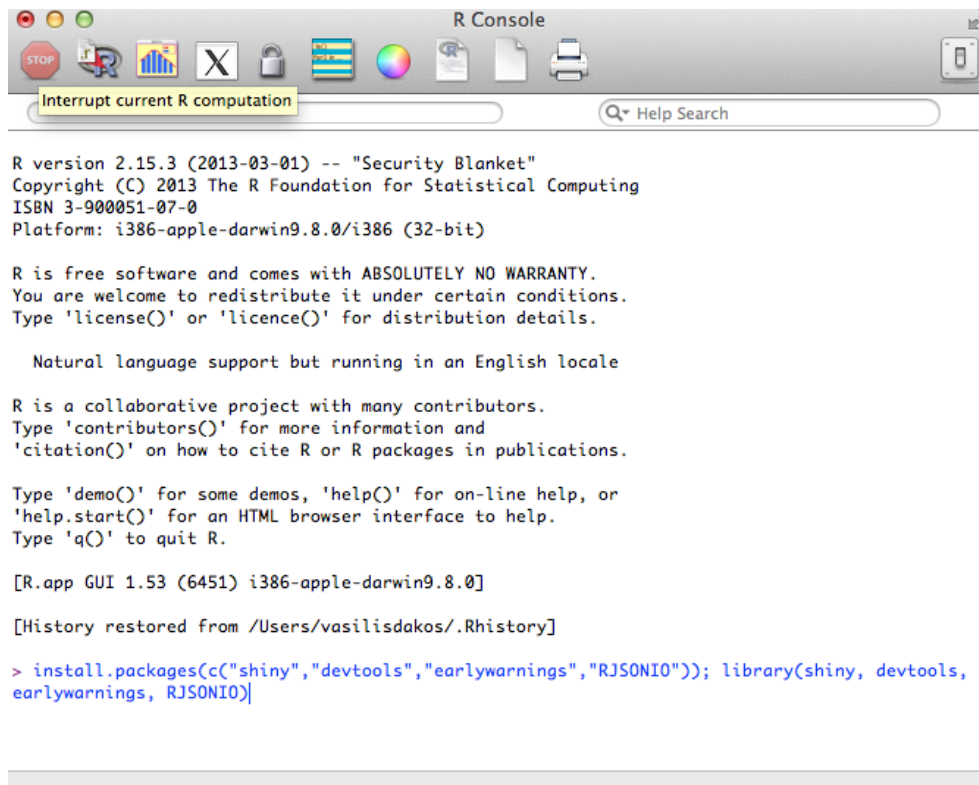 R Console
STOP
R
X
R
Interrupt current R computation
Help Search
R version 2.15.3 (2013-03-01) -- "Security Blanket"
Copyright (C) 2013 The R Foundation for Statistical Computing
ISBN 3-900051-07-0
Platform: i386-apple-darwin9.8.0/i386 (32-bit)
R is free software and comes with ABSOLUTELY NO WARRANTY.
You are welcome to redistribute it under certain conditions.
Type 'license()' or 'licence()' for distribution details.
Natural language support but running in an English locale
R is a collaborative project with many contributors.
Type 'contributors()' for more information and
'citation()' on how to cite R or R packages in publications.
Type 'demo()' for some demos, 'help()' for on-line help, or
'help.start()' for an HTML browser interface to help.
Type 'q()' to quit R.
[R.app GUI 1.53 (6451) i386-apple-darwin9.8.0]
[History restored from /Users/vasilisdakos/.Rhistory]
> install.packages(c("shiny","devtools","earlywarnings","RJSONIO")); library(shiny, devtools,
earlywarnings, RJSONIO)